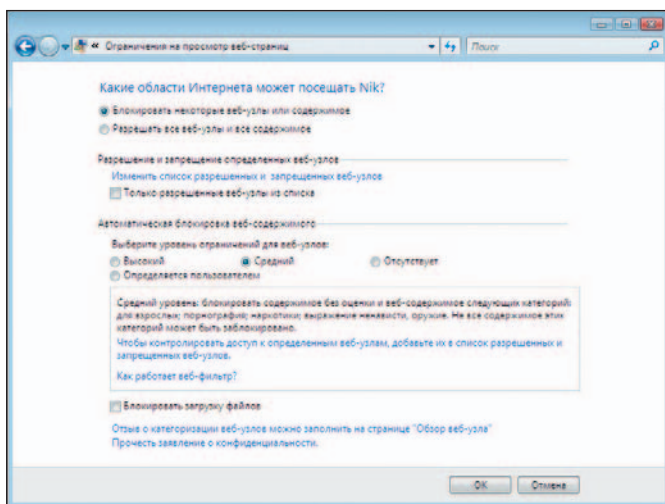 « Ограничения на просмотр веб-страниц
Поиск
Какие области Интернета может посещать Nik?
Блокировать некоторые веб-узлы или содержимое
Разрешать все веб-узлы и все содержимое
Разрешение и запрещение определенных веб-узлов
Изменить список разрешенных и запрещенных веб-узлов
Только разрешенные веб-узлы из списка
Автоматическая блокировка веб-содержимого
Выберите уровень ограничений для веб-узлов:
Высокий Средний Отсутствует
Определяется пользователем
Средний уровень: блокировать содержимое без оценки и веб-содержимое следующих категорий:
для взрослых; порнография; наркотики; выражение ненависти, оружие. Не все содержимое этих
категорий может быть заблокировано.
Чтобы контролировать доступ к определенным веб-узлам, добавьте их в список разрешенных и
запрещенных веб-узлов.
Как работает веб-фильтр?
Блокировать загрузку файлов
Отзыв о категоризации веб-узлов можно заполнить на странице "Обзор веб-узла"
Прочесть заявление о конфиденциальности.
ОК Отмена